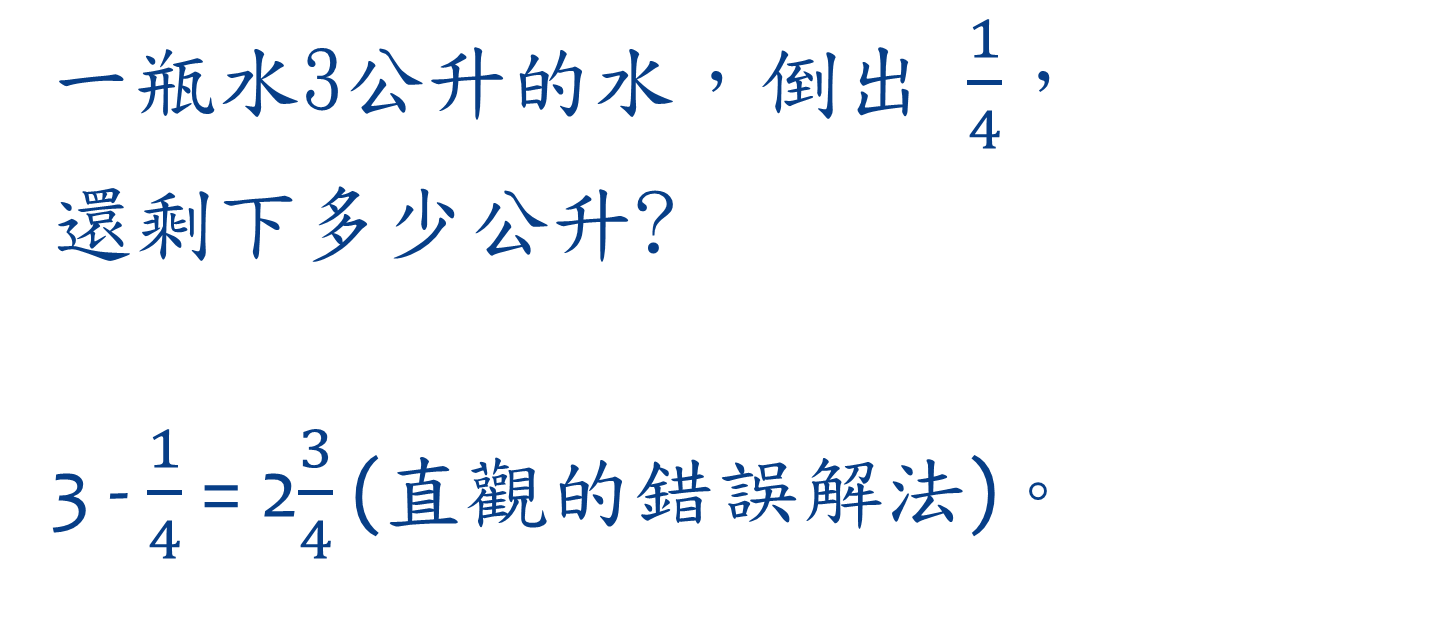 一瓶水3公升的水，倒出 1/4，
還剩下多少公升?
3 - 1/4 = 2 3/4 (直觀的錯誤解法)。